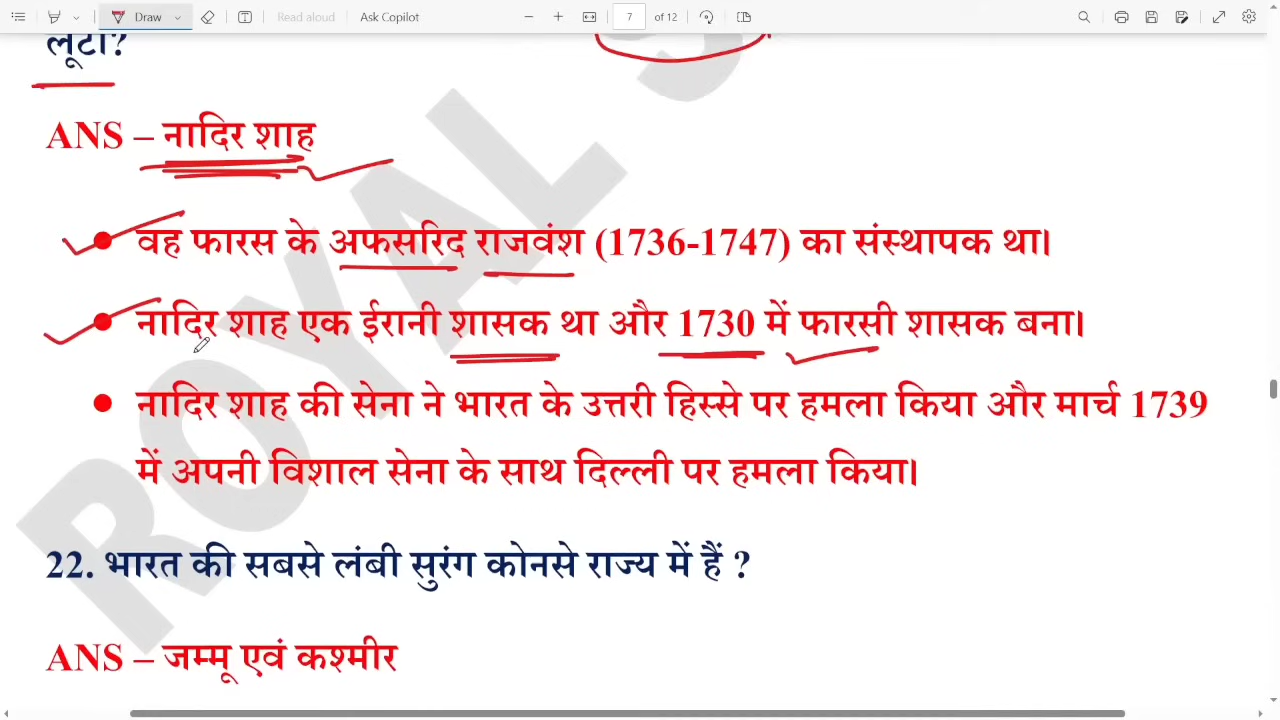 Draw
Read aloud
Ask Copilot
7
of 12
लूटा?
ANS – नादिर शाह
वह फारस के अफसरिद राजवंश (1736-1747) का संस्थापक था।
नादिर शाह एक ईरानी शासक था और 1730 में फारसी शासक बना।
नादिर शाह की सेना ने भारत के उत्तरी हिस्से पर हमला किया और मार्च 1739
में अपनी विशाल सेना के साथ दिल्ली पर हमला किया।
22. भारत की सबसे लंबी सुरंग कोनसे राज्य में हैं ?
ANS – जम्मू एवं कश्मीर
ROYAL